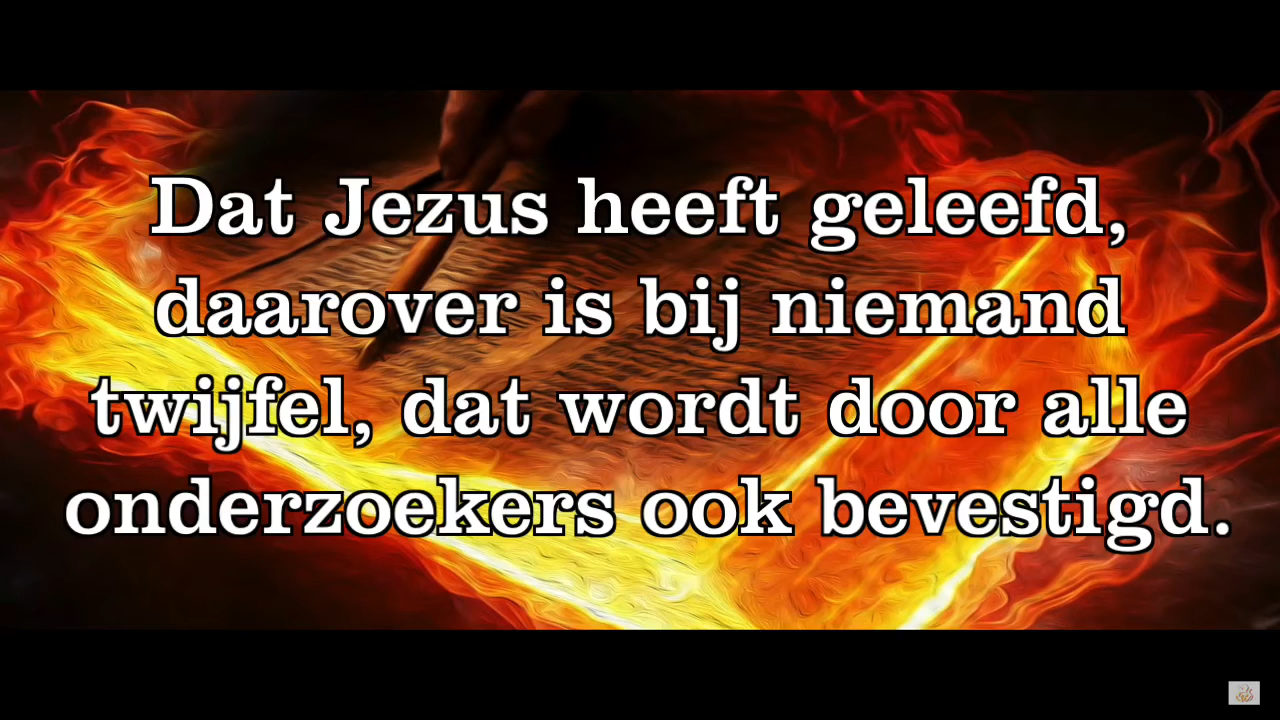 Dat Jezus heeft geleefd,
daarover is bij niemand
twijfel, dat wordt door alle
onderzoekers ook bevestigd.